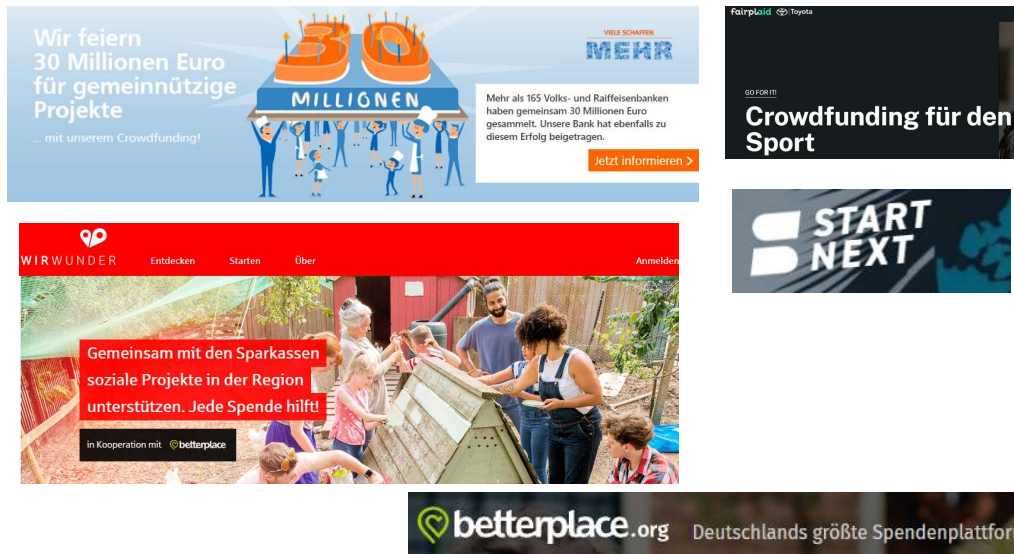 Wir feiern
30 Millionen Euro
für gemeinnützige
Projekte
... mit unserem Crowdfunding!
30
MILLIONEN
VIELE SCHAFFEN
MEHR
Mehr als 165 Volks- und Raiffeisenbanken
haben gemeinsam 30 Millionen Euro
gesammelt. Unsere Bank hat ebenfalls zu
diesem Erfolg beigetragen.
Jetzt informieren >
fairplaid Toyota
GO FOR IT!
Crowdfunding für den
Sport
START
NEXT
WIRWUNDER Entdecken Starten Über Anmelden
Gemeinsam mit den Sparkassen
soziale Projekte in der Region
unterstützen. Jede Spende hilft!
in Kooperation mit betterplace
betterplace.org Deutschlands größte Spendenplattfor